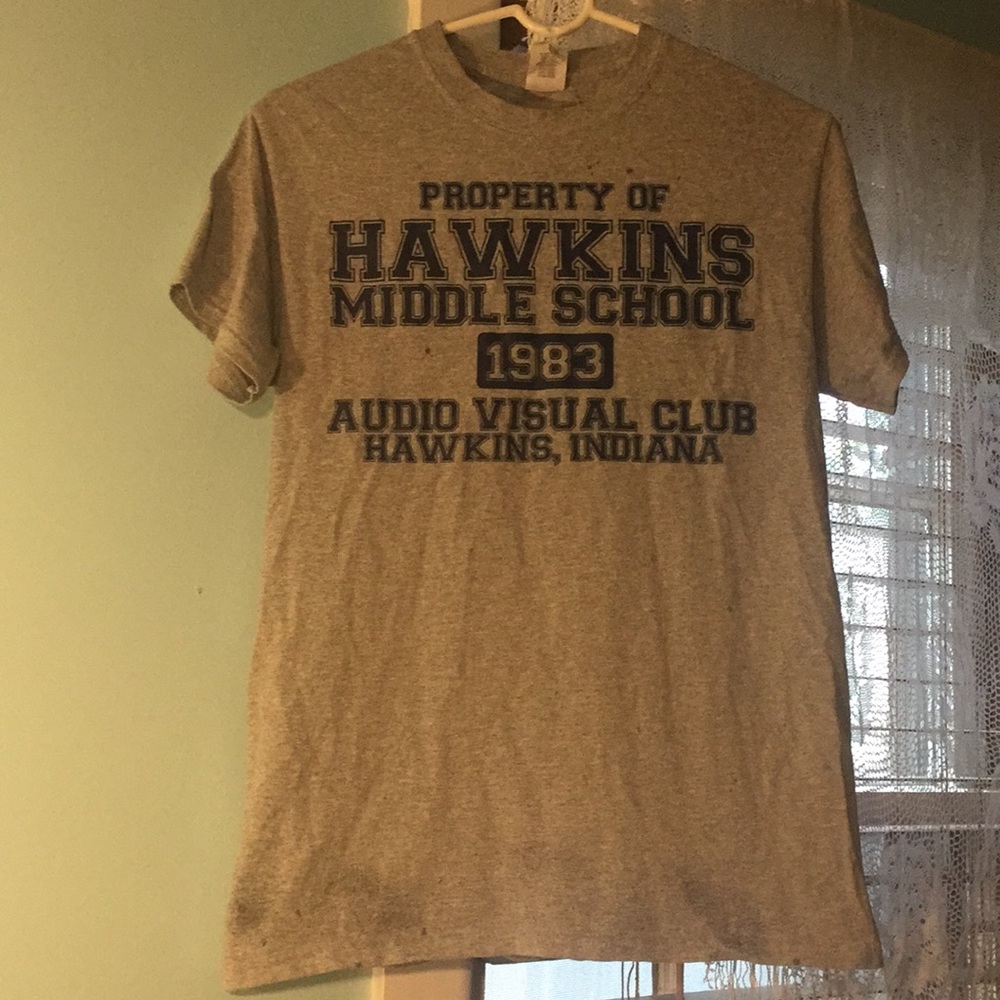 PROPERTY OF
HAWKINS
MIDDLE SCHOOL
1983
AUDIO VISUAL CLUB
HAWKINS, INDIANA